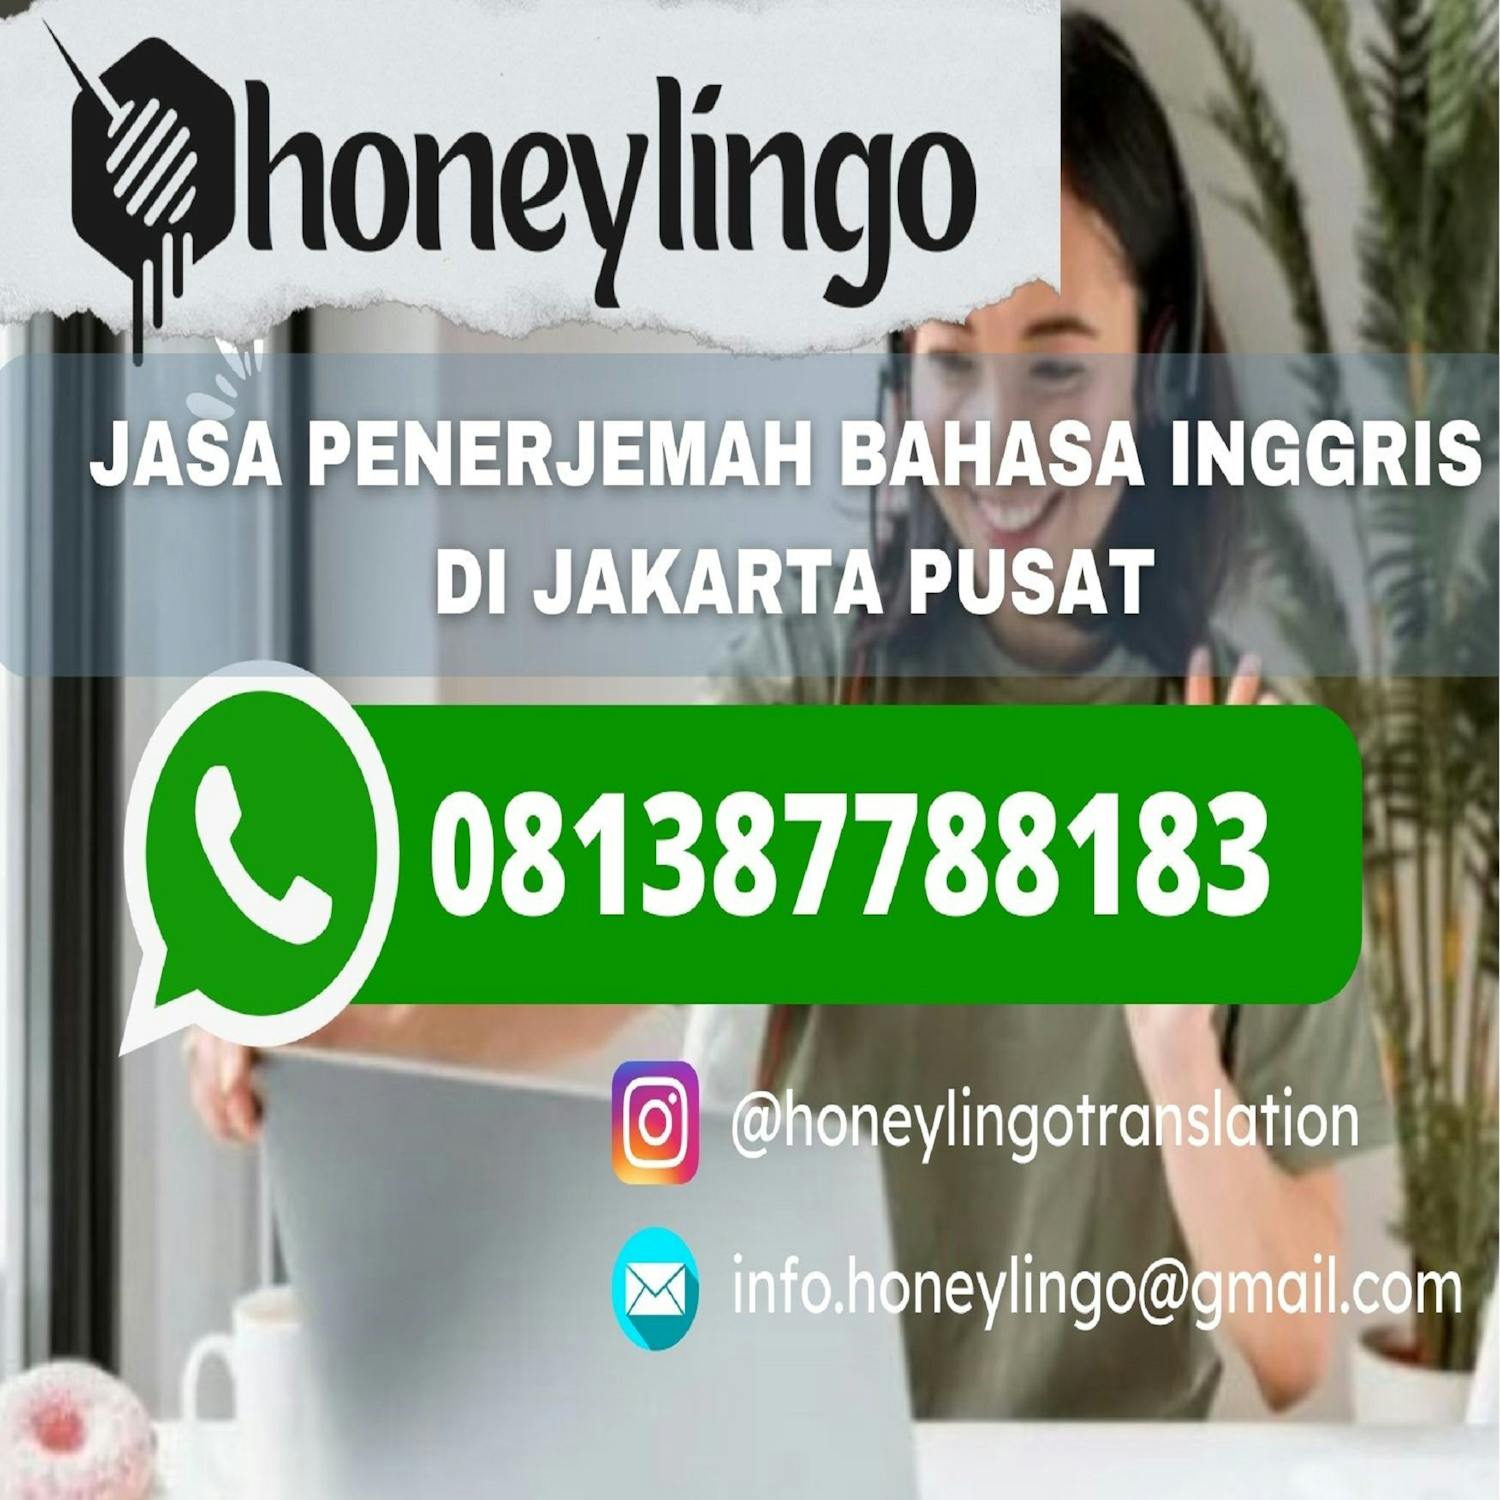 honeylingo
JASA PENERJEMAH BAHASA INGGRIS
DI JAKARTA PUSAT
081387788183
@honeylingotranslation
info.honeylingo@gmail.com